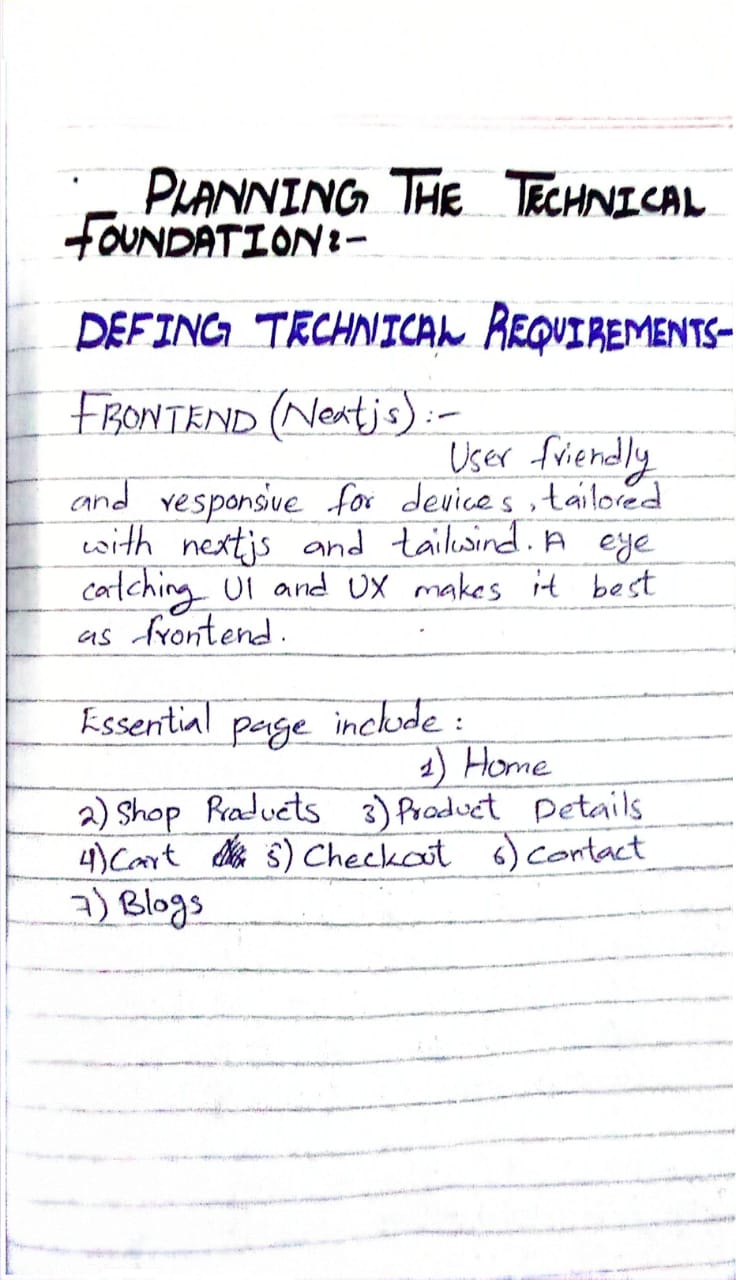 PLANNING THE TECHNICAL
FOUNDATION:-
DEFING TECHNICAL REQUIREMENTS-
FRONTEND (Nextjs) :-
User friendly
and responsive for devices, tailored
with nextjs and tailwind. A eye
catching UI and UX makes it best
as frontend.
Essential page include :
1) Home
2) Shop Products 3) Product Details
4) Cart 5) Checkout 6) Contact
7) Blogs